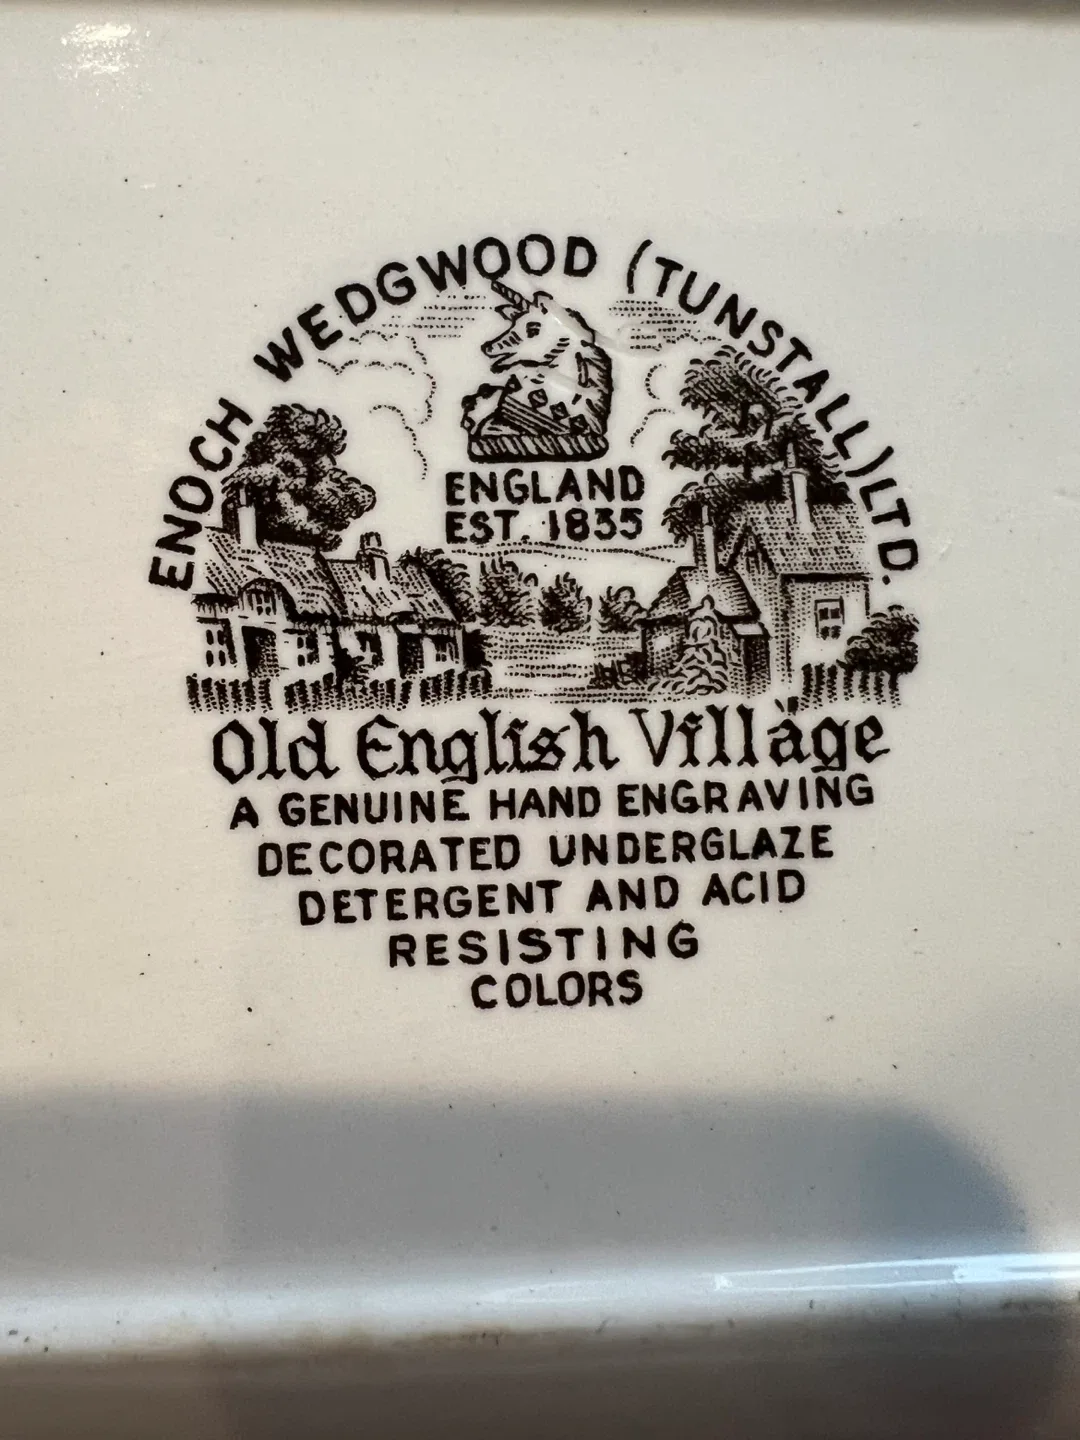 ENOCH WEDGWOOD (TUNSTALL) LTD.
ENGLAND
EST. 1835
Old English Village
A GENUINE HAND ENGRAVING
DECORATED UNDERGLAZE
DETERGENT AND ACID
RESISTING
COLORS